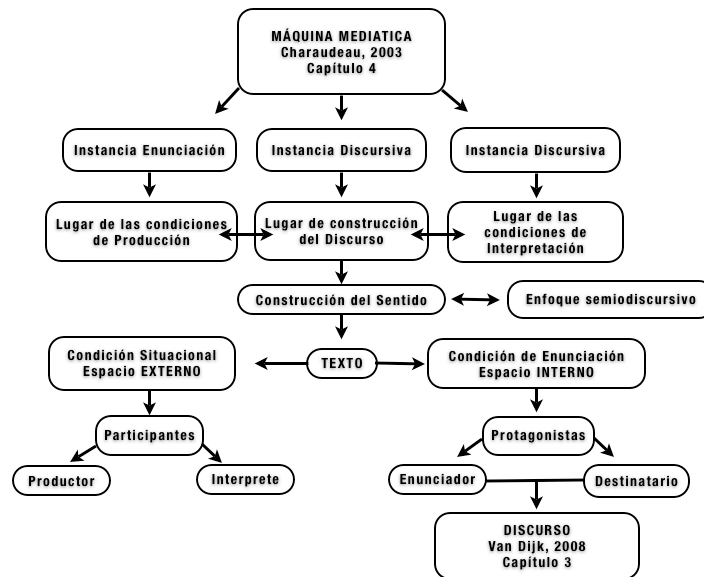 MÁQUINA MEDIATICA
Charaudeau, 2003
Capítulo 4
Instancia Enunciación
Instancia Discursiva
Instancia Discursiva
Lugar de las condiciones
de Producción
Lugar de construcción
del Discurso
Lugar de las
condiciones de
Interpretación
Construcción del Sentido
Enfoque semiodiscursivo
Condición Situacional
Espacio EXTERNO
TEXTO
Condición de Enunciación
Espacio INTERNO
Participantes
Protagonistas
Productor
Interprete
Enunciador
Destinatario
DISCURSO
Van Dijk, 2008
Capítulo 3